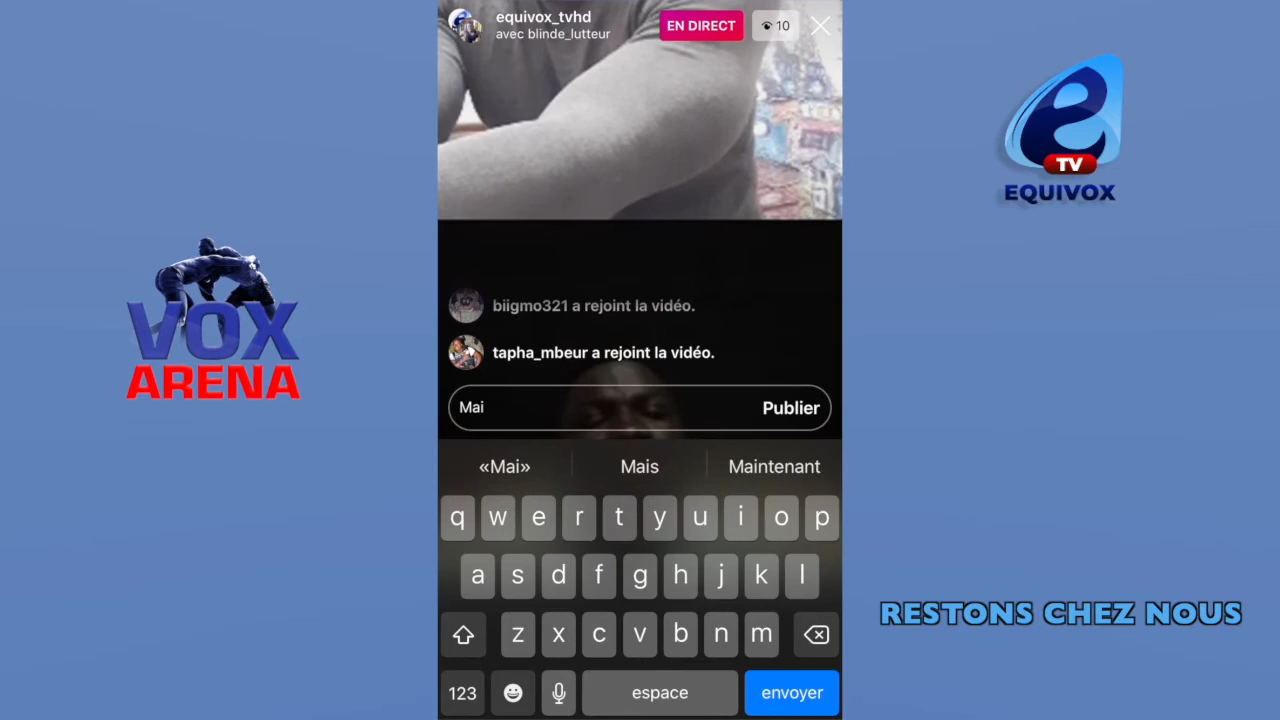 equivox_tvhd
avec blinde_lutteur
EN DIRECT
10
e
TV
EQUIVOX
VOX
ARENA
biigmo321 a rejoint la vidéo.
tapha_mbeur a rejoint la vidéo.
Mai
Publier
«Mai»
Mais
Maintenant
q w e r t y u i o p
a s d f g h j k l
z x c v b n m
123
espace
envoyer
RESTONS CHEZ NOUS